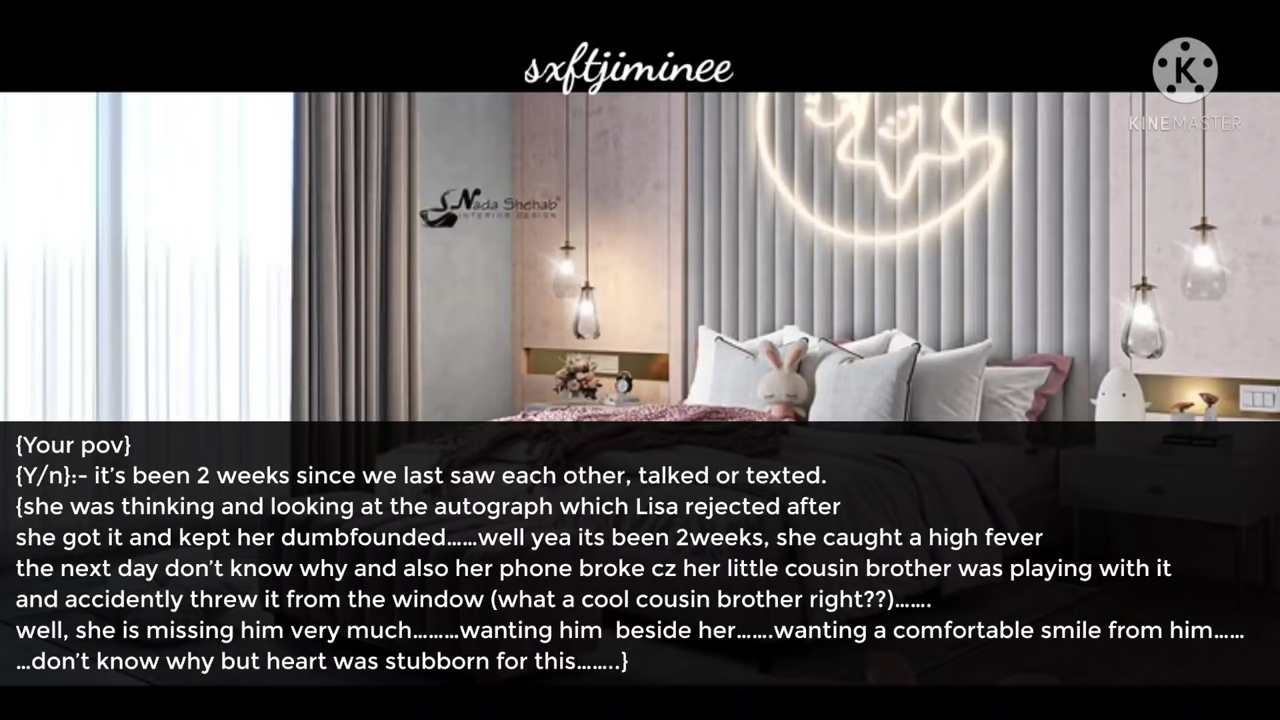 sxftjiminee
K
KINEMASTER
Nada Shehab
INTERIOR DESIGN
{Your pov}
{Y/n}:- it’s been 2 weeks since we last saw each other, talked or texted.
{she was thinking and looking at the autograph which Lisa rejected after
she got it and kept her dumbfounded……well yea its been 2weeks, she caught a high fever
the next day don’t know why and also her phone broke cz her little cousin brother was playing with it
and accidently threw it from the window (what a cool cousin brother right??)…….
well, she is missing him very much………wanting him  beside her…….wanting a comfortable smile from him……
…don’t know why but heart was stubborn for this……..}